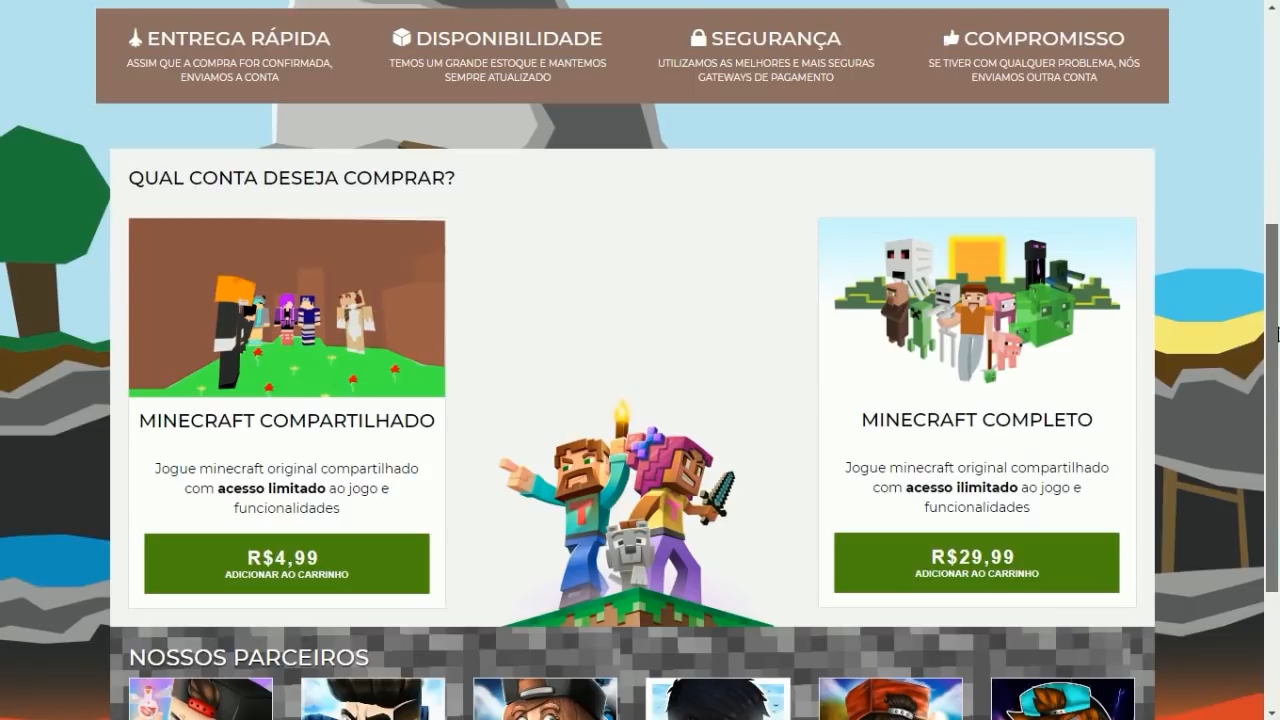 ENTREGA RÁPIDA
ASSIM QUE A COMPRA FOR CONFIRMADA,
ENVIAMOS A CONTA
DISPONIBILIDADE
TEMOS UM GRANDE ESTOQUE E MANTEMOS
SEMPRE ATUALIZADO
SEGURANÇA
UTILIZAMOS AS MELHORES E MAIS SEGURAS
GATEWAYS DE PAGAMENTO
COMPROMISSO
SE TIVER COM QUALQUER PROBLEMA, NÓS
ENVIAMOS OUTRA CONTA
QUAL CONTA DESEJA COMPRAR?
MINECRAFT COMPARTILHADO
Jogue minecraft original compartilhado
com acesso limitado ao jogo e
funcionalidades
R$4,99
ADICIONAR AO CARRINHO
MINECRAFT COMPLETO
Jogue minecraft original compartilhado
com acesso ilimitado ao jogo e
funcionalidades
R$29,99
ADICIONAR AO CARRINHO
NOSSOS PARCEIROS